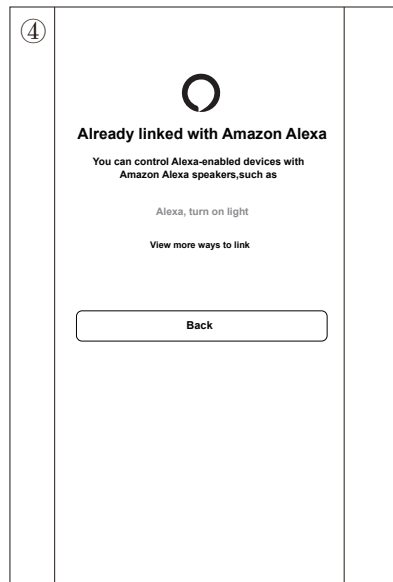 ④
Already linked with Amazon Alexa
You can control Alexa-enabled devices with
Amazon Alexa speakers,such as
Alexa, turn on light
View more ways to link
Back